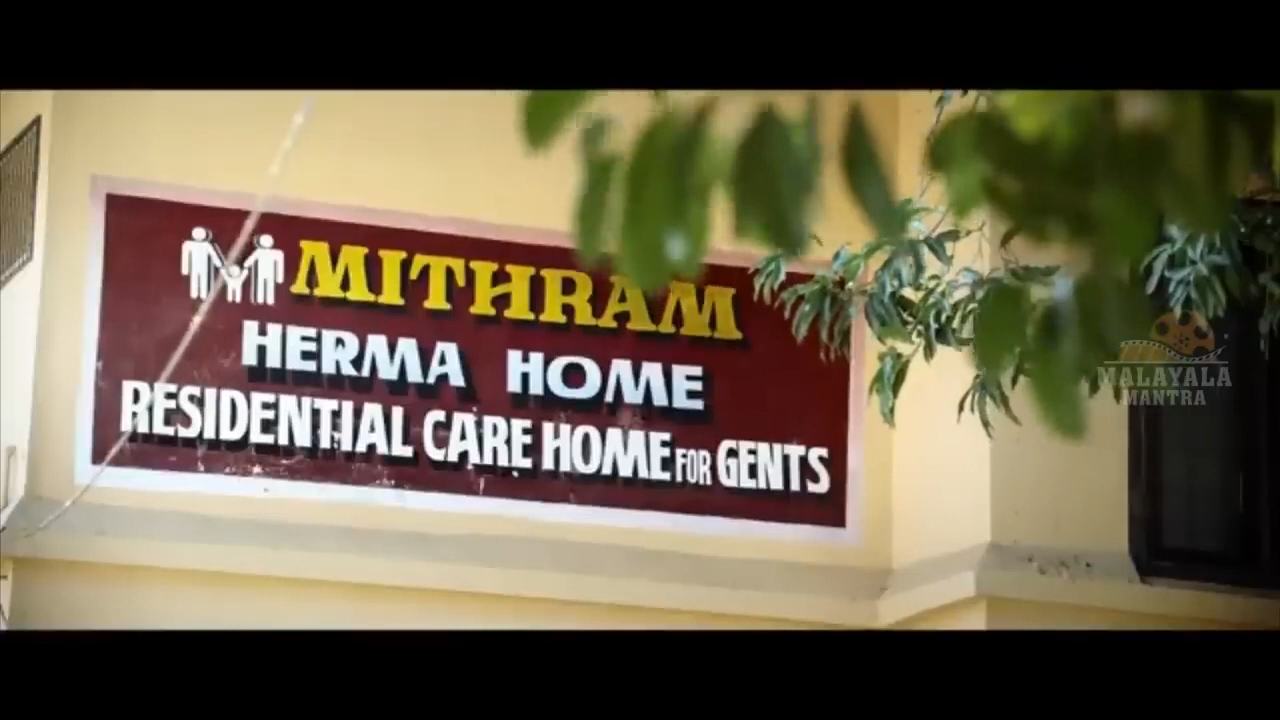 MITHRAM
HERMA HOME
RESIDENTIAL CARE HOME FOR GENTS
MALAYALA
MANTRA